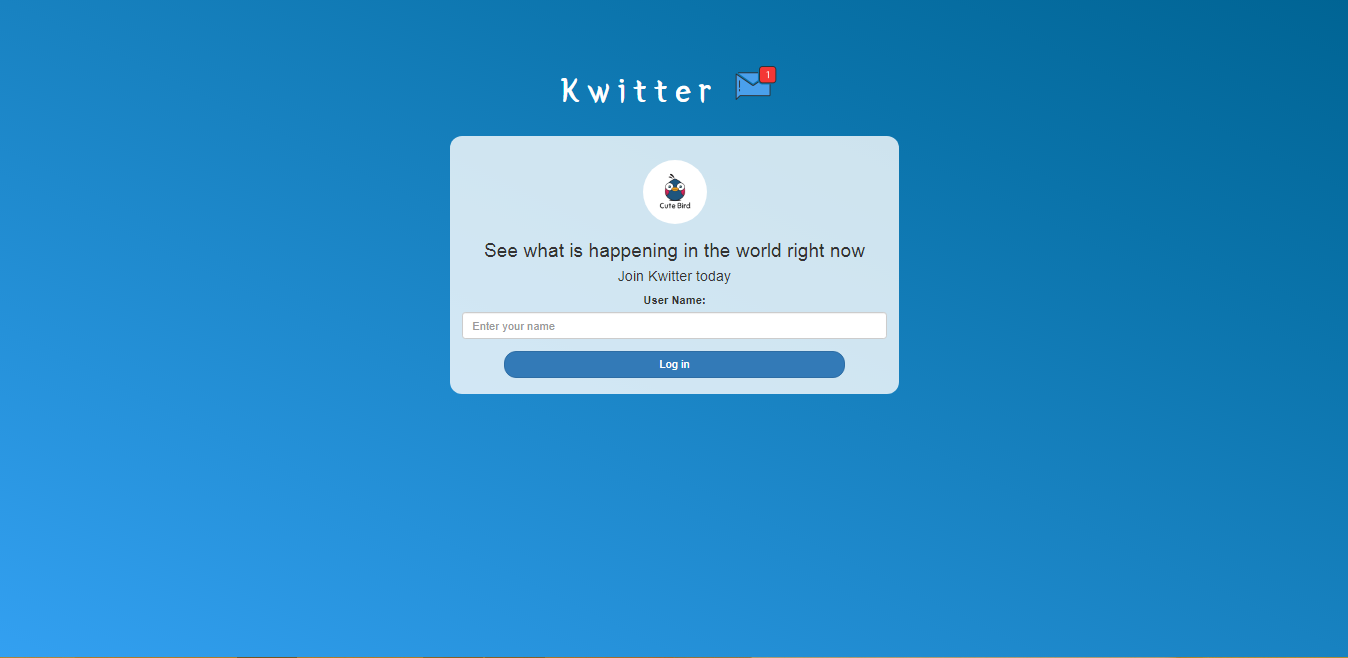 Kwitter
1
Cute Bird
See what is happening in the world right now
Join Kwitter today
User Name:
Enter your name
Log in